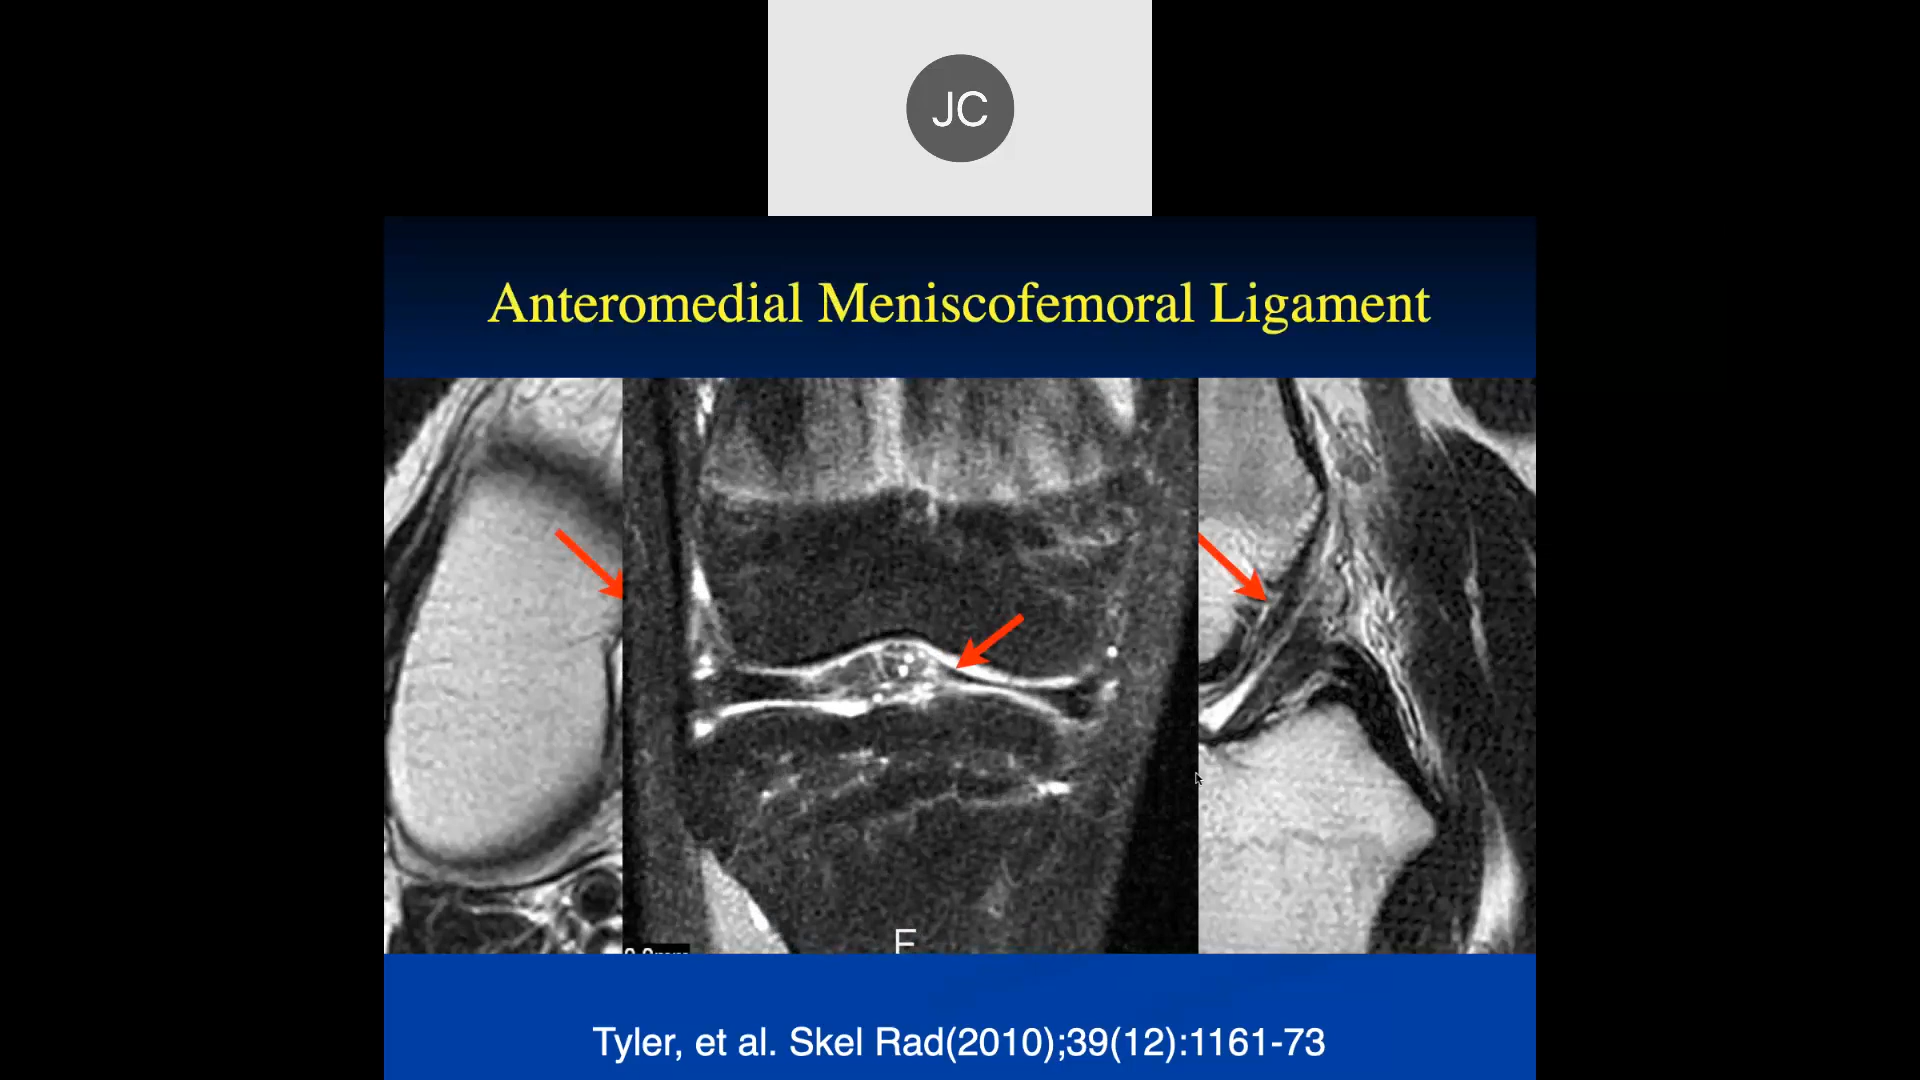 JC
Anteromedial Meniscofemoral Ligament
F
Tyler, et al. Skel Rad(2010);39(12):1161-73